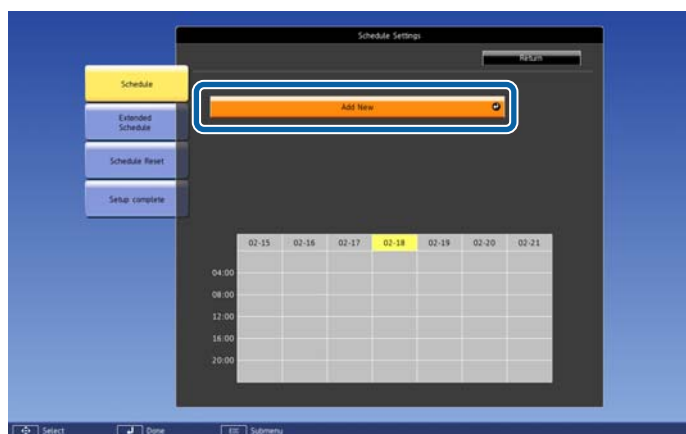 Schedule Settings
Return
Schedule
Add New
Extended
Schedule
Schedule Reset
Setup complete
02-15 02-16 02-17 02-18 02-19 02-20 02-21
04:00
08:00
12:00
16:00
20:00
Select Done Esc Submenu